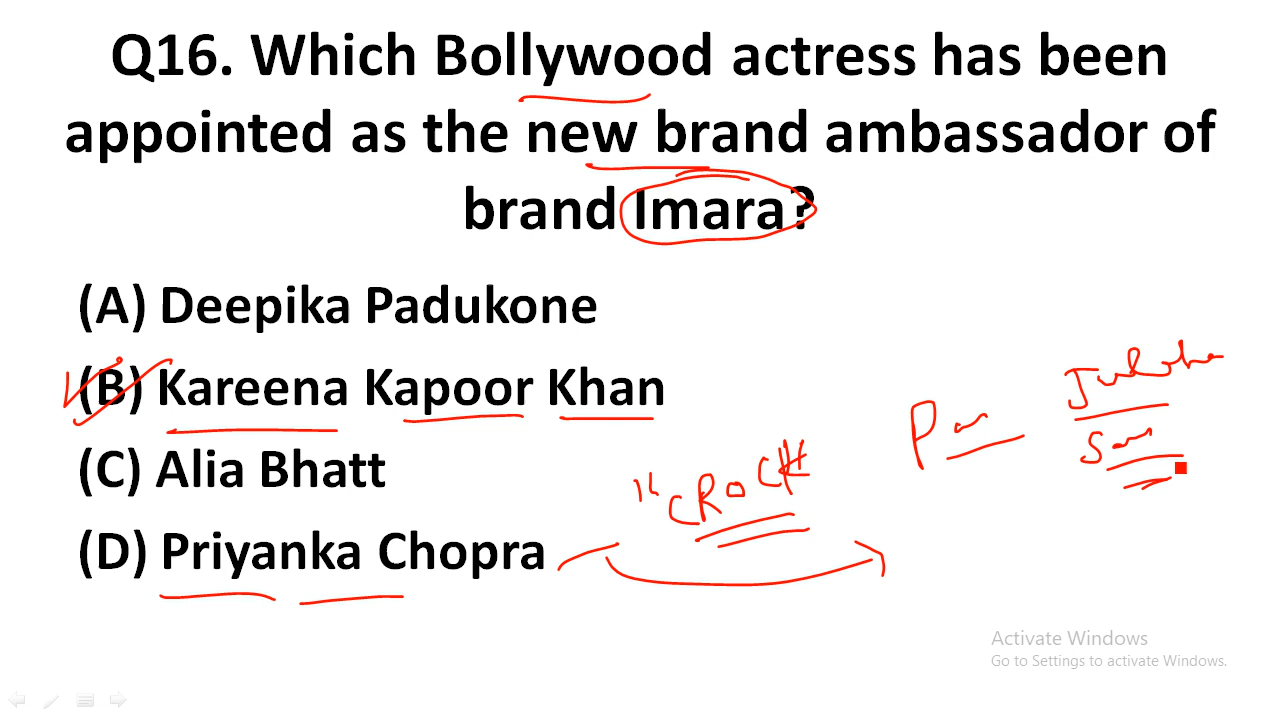 Q16. Which Bollywood actress has been
appointed as the new brand ambassador of
brand Imara?
(A) Deepika Padukone
(B) Kareena Kapoor Khan
(C) Alia Bhatt
(D) Priyanka Chopra
Activate Windows
Go to Settings to activate Windows.